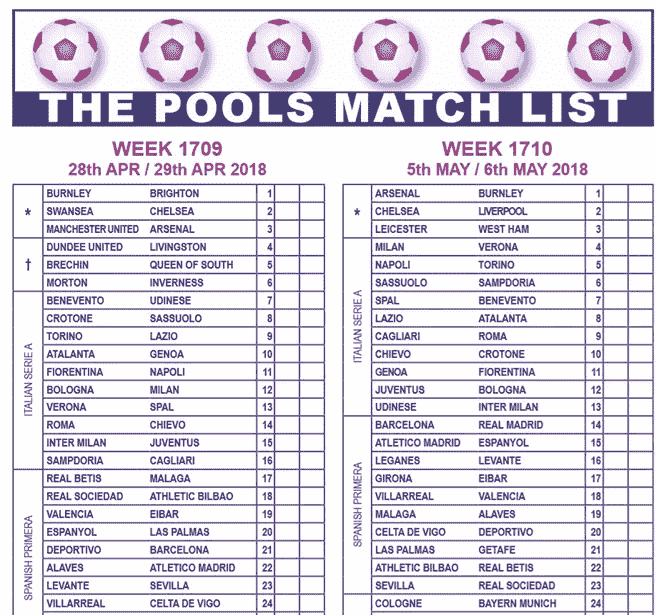 THE POOLS MATCH LIST
WEEK 1709
28th APR / 29th APR 2018
*
BURNLEY BRIGHTON 1
SWANSEA CHELSEA 2
MANCHESTER UNITED ARSENAL 3
†
DUNDEE UNITED LIVINGSTON 4
BRECHIN QUEEN OF SOUTH 5
MORTON INVERNESS 6
ITALIAN SERIE A
BENEVENTO UDINESE 7
CROTONE SASSUOLO 8
TORINO LAZIO 9
ATALANTA GENOA 10
FIORENTINA NAPOLI 11
BOLOGNA MILAN 12
VERONA SPAL 13
ROMA CHIEVO 14
INTER MILAN JUVENTUS 15
SAMPDORIA CAGLIARI 16
SPANISH PRIMERA
REAL BETIS MALAGA 17
REAL SOCIEDAD ATHLETIC BILBAO 18
VALENCIA EIBAR 19
ESPANYOL LAS PALMAS 20
DEPORTIVO BARCELONA 21
ALAVES ATLETICO MADRID 22
LEVANTE SEVILLA 23
VILLARREAL CELTA DE VIGO 24
WEEK 1710
5th MAY / 6th MAY 2018
*
ARSENAL BURNLEY 1
CHELSEA LIVERPOOL 2
LEICESTER WEST HAM 3
ITALIAN SERIE A
MILAN VERONA 4
NAPOLI TORINO 5
SASSUOLO SAMPDORIA 6
SPAL BENEVENTO 7
LAZIO ATALANTA 8
CAGLIARI ROMA 9
CHIEVO CROTONE 10
GENOA FIORENTINA 11
JUVENTUS BOLOGNA 12
UDINESE INTER MILAN 13
SPANISH PRIMERA
BARCELONA REAL MADRID 14
ATLETICO MADRID ESPANYOL 15
LEGANES LEVANTE 16
GIRONA EIBAR 17
VILLARREAL VALENCIA 18
MALAGA ALAVES 19
CELTA DE VIGO DEPORTIVO 20
LAS PALMAS GETAFE 21
ATHLETIC BILBAO REAL BETIS 22
SEVILLA REAL SOCIEDAD 23
COLOGNE BAYERN MUNICH 24